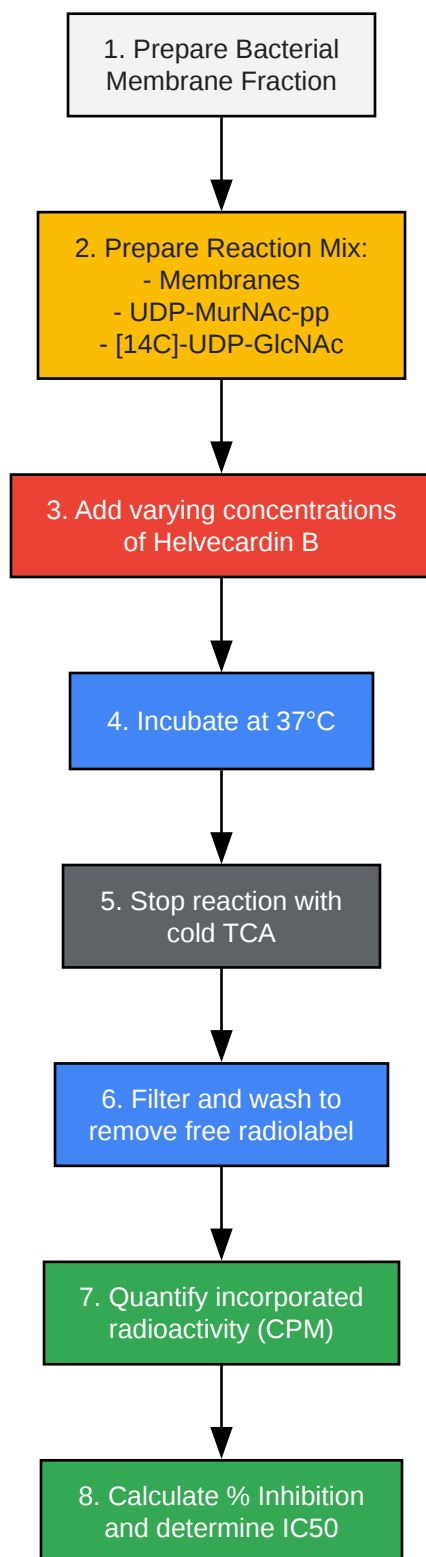 1. Prepare Bacterial
Membrane Fraction
2. Prepare Reaction Mix:
- Membranes
- UDP-MurNAc-pp
- [14C]-UDP-GlcNAc
3. Add varying concentrations
of Helvecardin B
4. Incubate at 37°C
5. Stop reaction with
cold TCA
6. Filter and wash to
remove free radiolabel
7. Quantify incorporated
radioactivity (CPM)
8. Calculate % Inhibition
and determine IC50